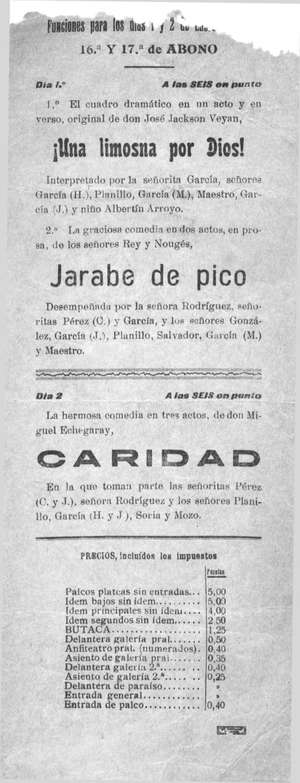 Funciones para los días 1 y 2 de
16.ª Y 17.ª de ABONO
Día 1.º A las SEIS en punto
1.º El cuadro dramático en un acto y en
verso, original de don José Jackson Veyan,
¡Una limosna por Dios!
Interpretado por la señorita García, señores
García (H.), Planillo, García (M.), Maestro, Gar-
cía (J.) y niño Albertín Arroyo.
2.º La graciosa comedia en dos actos, en pro-
sa, de los señores Rey y Nougés,
Jarabe de pico
Desempeñada por la señora Rodríguez, seño-
ritas Pérez (C.) y García, y los señores Gonzá-
lez, García (J.), Planillo, Salvador, García (M.)
y Maestro.
Día 2 A las SEIS en punto
La hermosa comedia en tres actos, de don Mi-
guel Echegaray,
CARIDAD
En la que toman parte las señoritas Pérez
(C. y J.), señora Rodríguez y los señores Plani-
llo, García (H. y J.), Soria y Mozo.
PRECIOS, incluídos los impuestos
Pesetas
Palcos plateas sin entradas... 5,00
Idem bajos sin idem.......... 5,00
Idem principales sin idem.... 4,00
Idem segundos sin idem...... 2,50
BUTACA.................. 1,25
Delantera galería pral........ 0,50
Anfiteatro pral. (numerados). 0,40
Asiento de galería pral....... 0,35
Delantera galería 2.ª........ 0,40
Asiento de galería 2.ª........ 0,25
Delantera de paraíso......... »
Entrada general............. »
Entrada de palco............ 0,40